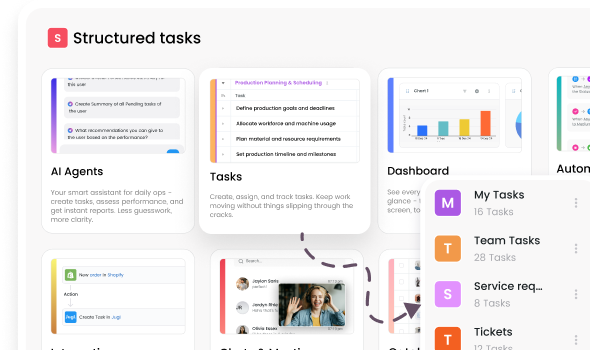 S Structured tasks
this user
Create Summary of all Pending tasks of
the user
What recommendations you can give to
the user based on the performance?
AI Agents
Your smart assistant for daily ops –
create tasks, assess performance, and
get instant reports. Less guesswork,
more clarity.
Production Planning & Scheduling
Task
Define production goals and deadlines
Allocate workforce and machine usage
Plan material and resource requirements
Set production timeline and milestones
Tasks
Create, assign, and track tasks. Keep work
moving without things slipping through the
cracks.
Chart 1
Dashboard
See every
glance –
screen, to
Auton
M My Tasks
16 Tasks
T Team Tasks
28 Tasks
S Service req...
8 Tasks
T Tickets
12 Tasks
New order in Shopify
Action
Create Task in Jugl
Search...
Jaylon Saris
JR
Olivia Essex